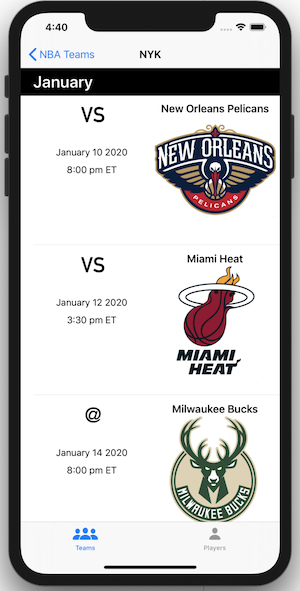 4:40
NBA Teams
NYK
January
VS
New Orleans Pelicans
January 10 2020
8:00 pm ET
NEW ORLEANS
PELICANS
VS
Miami Heat
January 12 2020
3:30 pm ET
MIAMI
HEAT
@
Milwaukee Bucks
January 14 2020
8:00 pm ET
MILWAUKEE BUCKS
Teams
Players